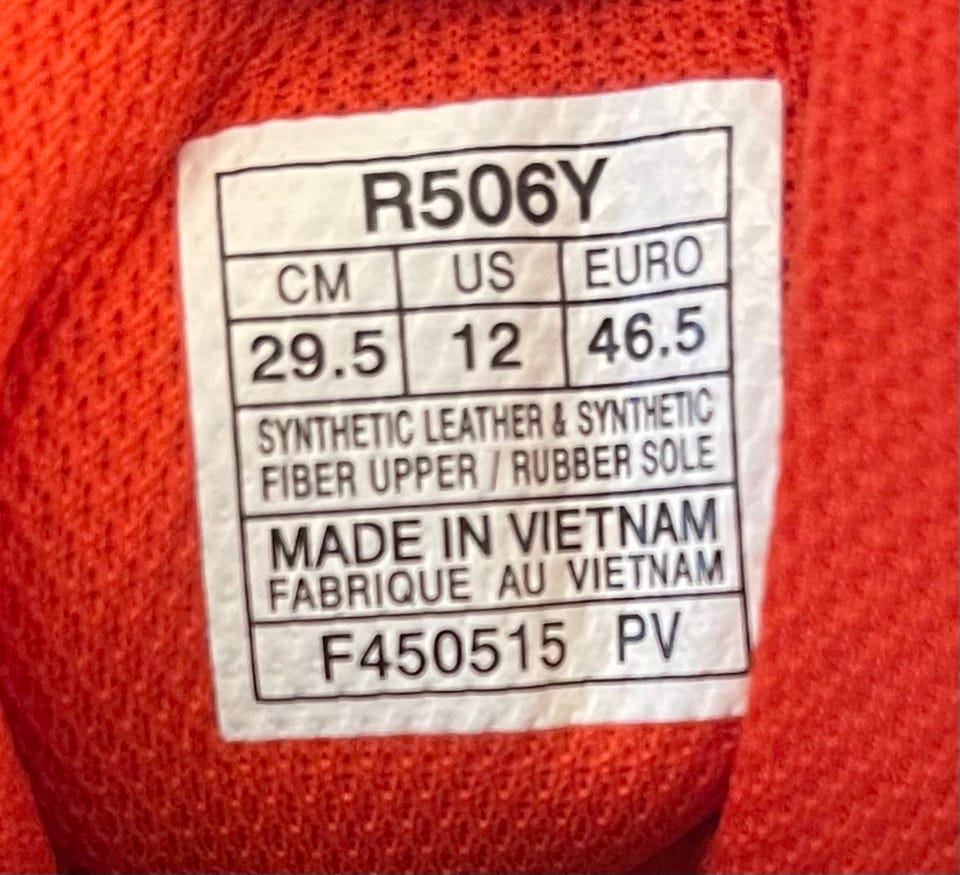 R506Y
CM US EURO
29.5 12 46.5
SYNTHETIC LEATHER & SYNTHETIC
FIBER UPPER / RUBBER SOLE
MADE IN VIETNAM
FABRIQUE AU VIETNAM
F450515 PV